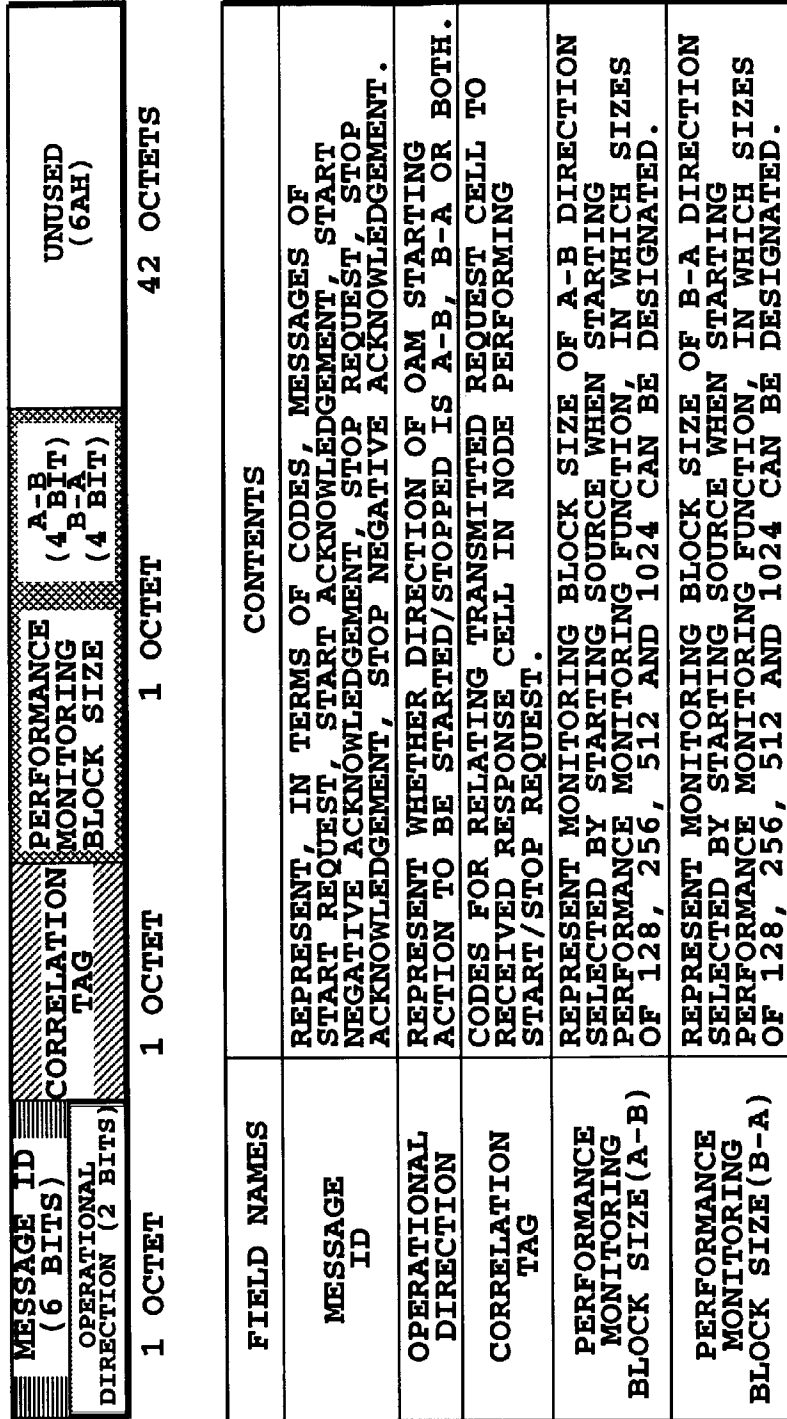 MESSAGE ID
(6 BITS)
OPERATIONAL
DIRECTION (2 BITS)
CORRELATION
TAG
PERFORMANCE
MONITORING
BLOCK SIZE
A-B
(4 BIT)
B-A
(4 BIT)
UNUSED
(6AH)
1 OCTET
1 OCTET
1 OCTET
42 OCTETS
FIELD NAMES
CONTENTS
MESSAGE
ID
REPRESENT, IN TERMS OF CODES, MESSAGES OF
START REQUEST, START ACKNOWLEDGEMENT, START
NEGATIVE ACKNOWLEDGEMENT, STOP REQUEST, STOP
ACKNOWLEDGEMENT, STOP NEGATIVE ACKNOWLEDGEMENT.
OPERATIONAL
DIRECTION
REPRESENT WHETHER DIRECTION OF OAM STARTING
ACTION TO BE STARTED/STOPPED IS A-B, B-A OR BOTH.
CORRELATION
TAG
CODES FOR RELATING TRANSMITTED REQUEST CELL TO
RECEIVED RESPONSE CELL IN NODE PERFORMING
START/STOP REQUEST.
PERFORMANCE
MONITORING
BLOCK SIZE(A-B)
REPRESENT MONITORING BLOCK SIZE OF A-B DIRECTION
SELECTED BY STARTING SOURCE WHEN STARTING
PERFORMANCE MONITORING FUNCTION, IN WHICH SIZES
OF 128, 256, 512 AND 1024 CAN BE DESIGNATED.
PERFORMANCE
MONITORING
BLOCK SIZE(B-A)
REPRESENT MONITORING BLOCK SIZE OF B-A DIRECTION
SELECTED BY STARTING SOURCE WHEN STARTING
PERFORMANCE MONITORING FUNCTION, IN WHICH SIZES
OF 128, 256, 512 AND 1024 CAN BE DESIGNATED.